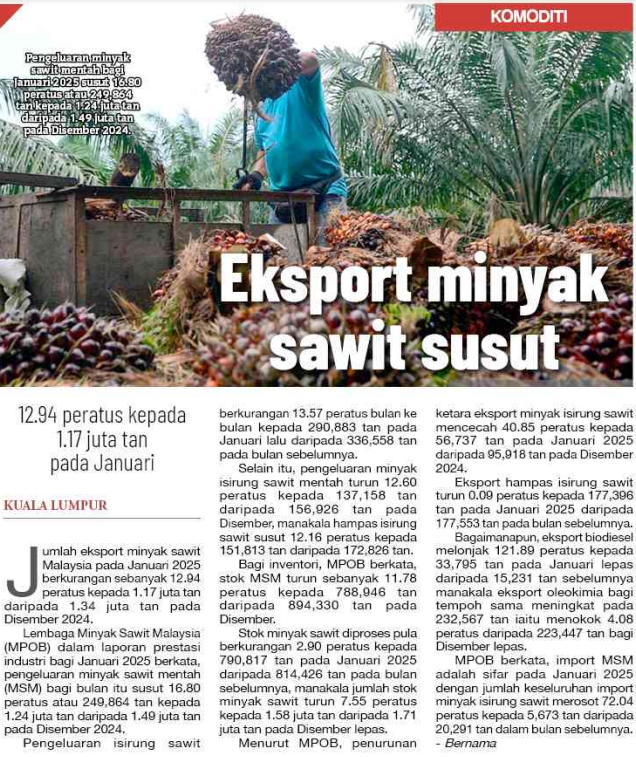 KOMODITI
Pengeluaran minyak
sawit mentah bagi
Januari 2025 susut 16.80
peratus atau 249,864
tan kepada 1.24 juta tan
daripada 1.49 juta tan
pada Disember 2024.
Eksport minyak
sawit susut
12.94 peratus kepada
1.17 juta tan
pada Januari
KUALA LUMPUR
Jumlah eksport minyak sawit
Malaysia pada Januari 2025
berkurangan sebanyak 12.94
peratus kepada 1.17 juta tan
daripada 1.34 juta tan pada
Disember 2024.
Lembaga Minyak Sawit Malaysia
(MPOB) dalam laporan prestasi
industri bagi Januari 2025 berkata,
pengeluaran minyak sawit mentah
(MSM) bagi bulan itu susut 16.80
peratus atau 249,864 tan kepada
1.24 juta tan daripada 1.49 juta tan
pada Disember 2024.
Pengeluaran isirung sawit
berkurangan 13.57 peratus bulan ke
bulan kepada 290,883 tan pada
Januari lalu daripada 336,558 tan
pada bulan sebelumnya.
Selain itu, pengeluaran minyak
isirung sawit mentah turun 12.60
peratus kepada 137,158 tan
daripada 156,926 tan pada
Disember, manakala hampas isirung
sawit susut 12.16 peratus kepada
151,813 tan daripada 172,826 tan.
Bagi inventori, MPOB berkata,
stok MSM turun sebanyak 11.78
peratus kepada 788,946 tan
daripada 894,330 tan pada
Disember.
Stok minyak sawit diproses pula
berkurangan 2.90 peratus kepada
790,817 tan pada Januari 2025
daripada 814,426 tan pada bulan
sebelumnya, manakala jumlah stok
minyak sawit turun 7.55 peratus
kepada 1.58 juta tan daripada 1.71
juta tan pada Disember lepas.
Menurut MPOB, penurunan
ketara eksport minyak isirung sawit
mencecah 40.85 peratus kepada
56,737 tan pada Januari 2025
daripada 95,918 tan pada Disember
2024.
Eksport hampas isirung sawit
turun 0.09 peratus kepada 177,396
tan pada Januari 2025 daripada
177,553 tan pada bulan sebelumnya.
Bagaimanapun, eksport biodiesel
melonjak 121.89 peratus kepada
33,795 tan pada Januari lepas
daripada 15,231 tan sebelumnya
manakala eksport oleokimia bagi
tempoh sama meningkat pada
232,567 tan iaitu menokok 4.08
peratus daripada 223,447 tan bagi
Disember lepas.
MPOB berkata, import MSM
adalah sifar pada Januari 2025
dengan jumlah keseluruhan import
minyak isirung sawit merosot 72.04
peratus kepada 5,673 tan daripada
20,291 tan dalam bulan sebelumnya.
- Bernama